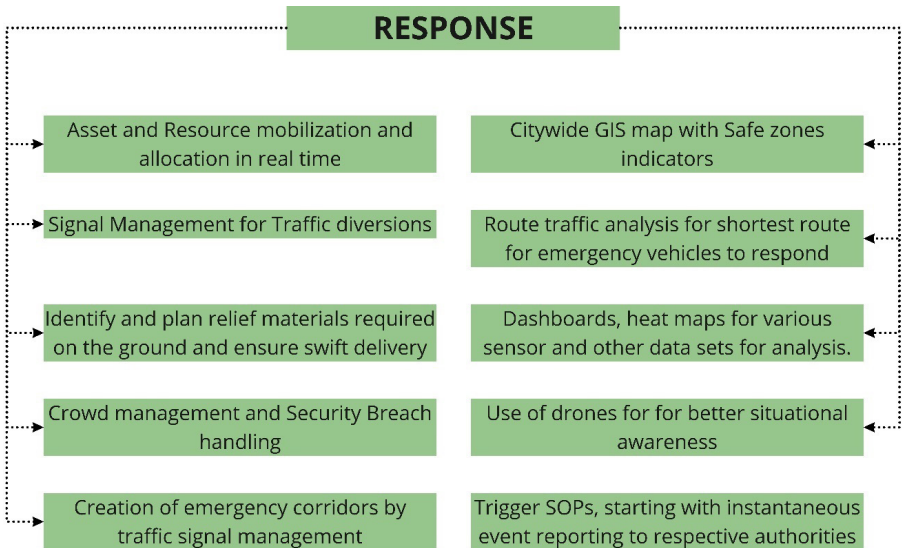 RESPONSE
Asset and Resource mobilization and
allocation in real time
Signal Management for Traffic diversions
Identify and plan relief materials required
on the ground and ensure swift delivery
Crowd management and Security Breach
handling
Creation of emergency corridors by
traffic signal management
Citywide GIS map with Safe zones
indicators
Route traffic analysis for shortest route
for emergency vehicles to respond
Dashboards, heat maps for various
sensor and other data sets for analysis.
Use of drones for for better situational
awareness
Trigger SOPs, starting with instantaneous
event reporting to respective authorities